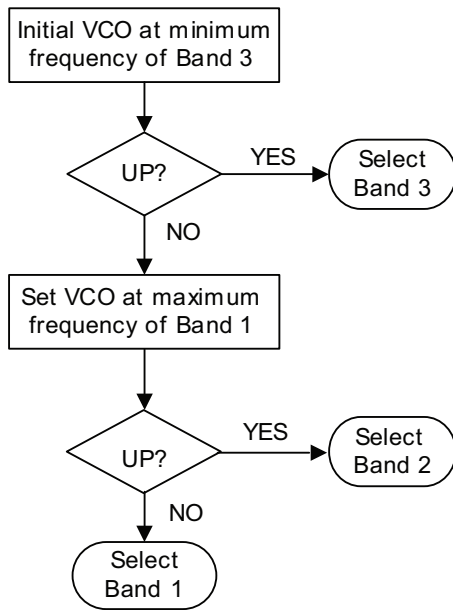 Initial VCO at minimum
frequency of Band 3
UP?
YES
Select
Band 3
NO
Set VCO at maximum
frequency of Band 1
UP?
YES
Select
Band 2
NO
Select
Band 1